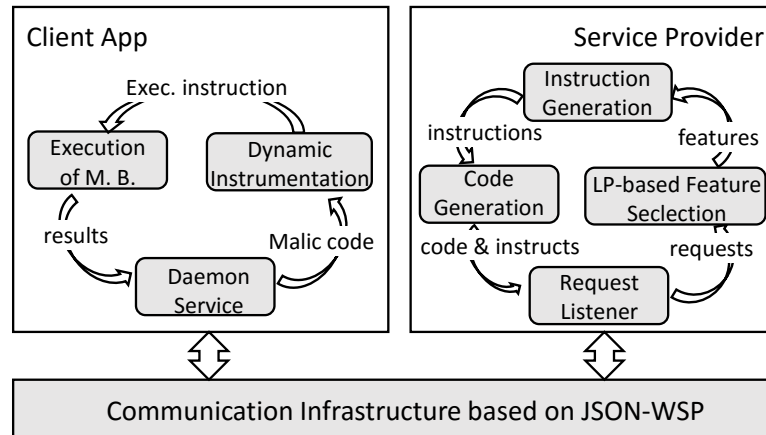 Client App
Exec. instruction
Execution
of M. B.
Dynamic
Instrumentation
results
Malic code
Daemon
Service
Service Provider
Instruction
Generation
instructions
features
Code
Generation
LP-based Feature
Seclection
code & instructs
requests
Request
Listener
Communication Infrastructure based on JSON-WSP